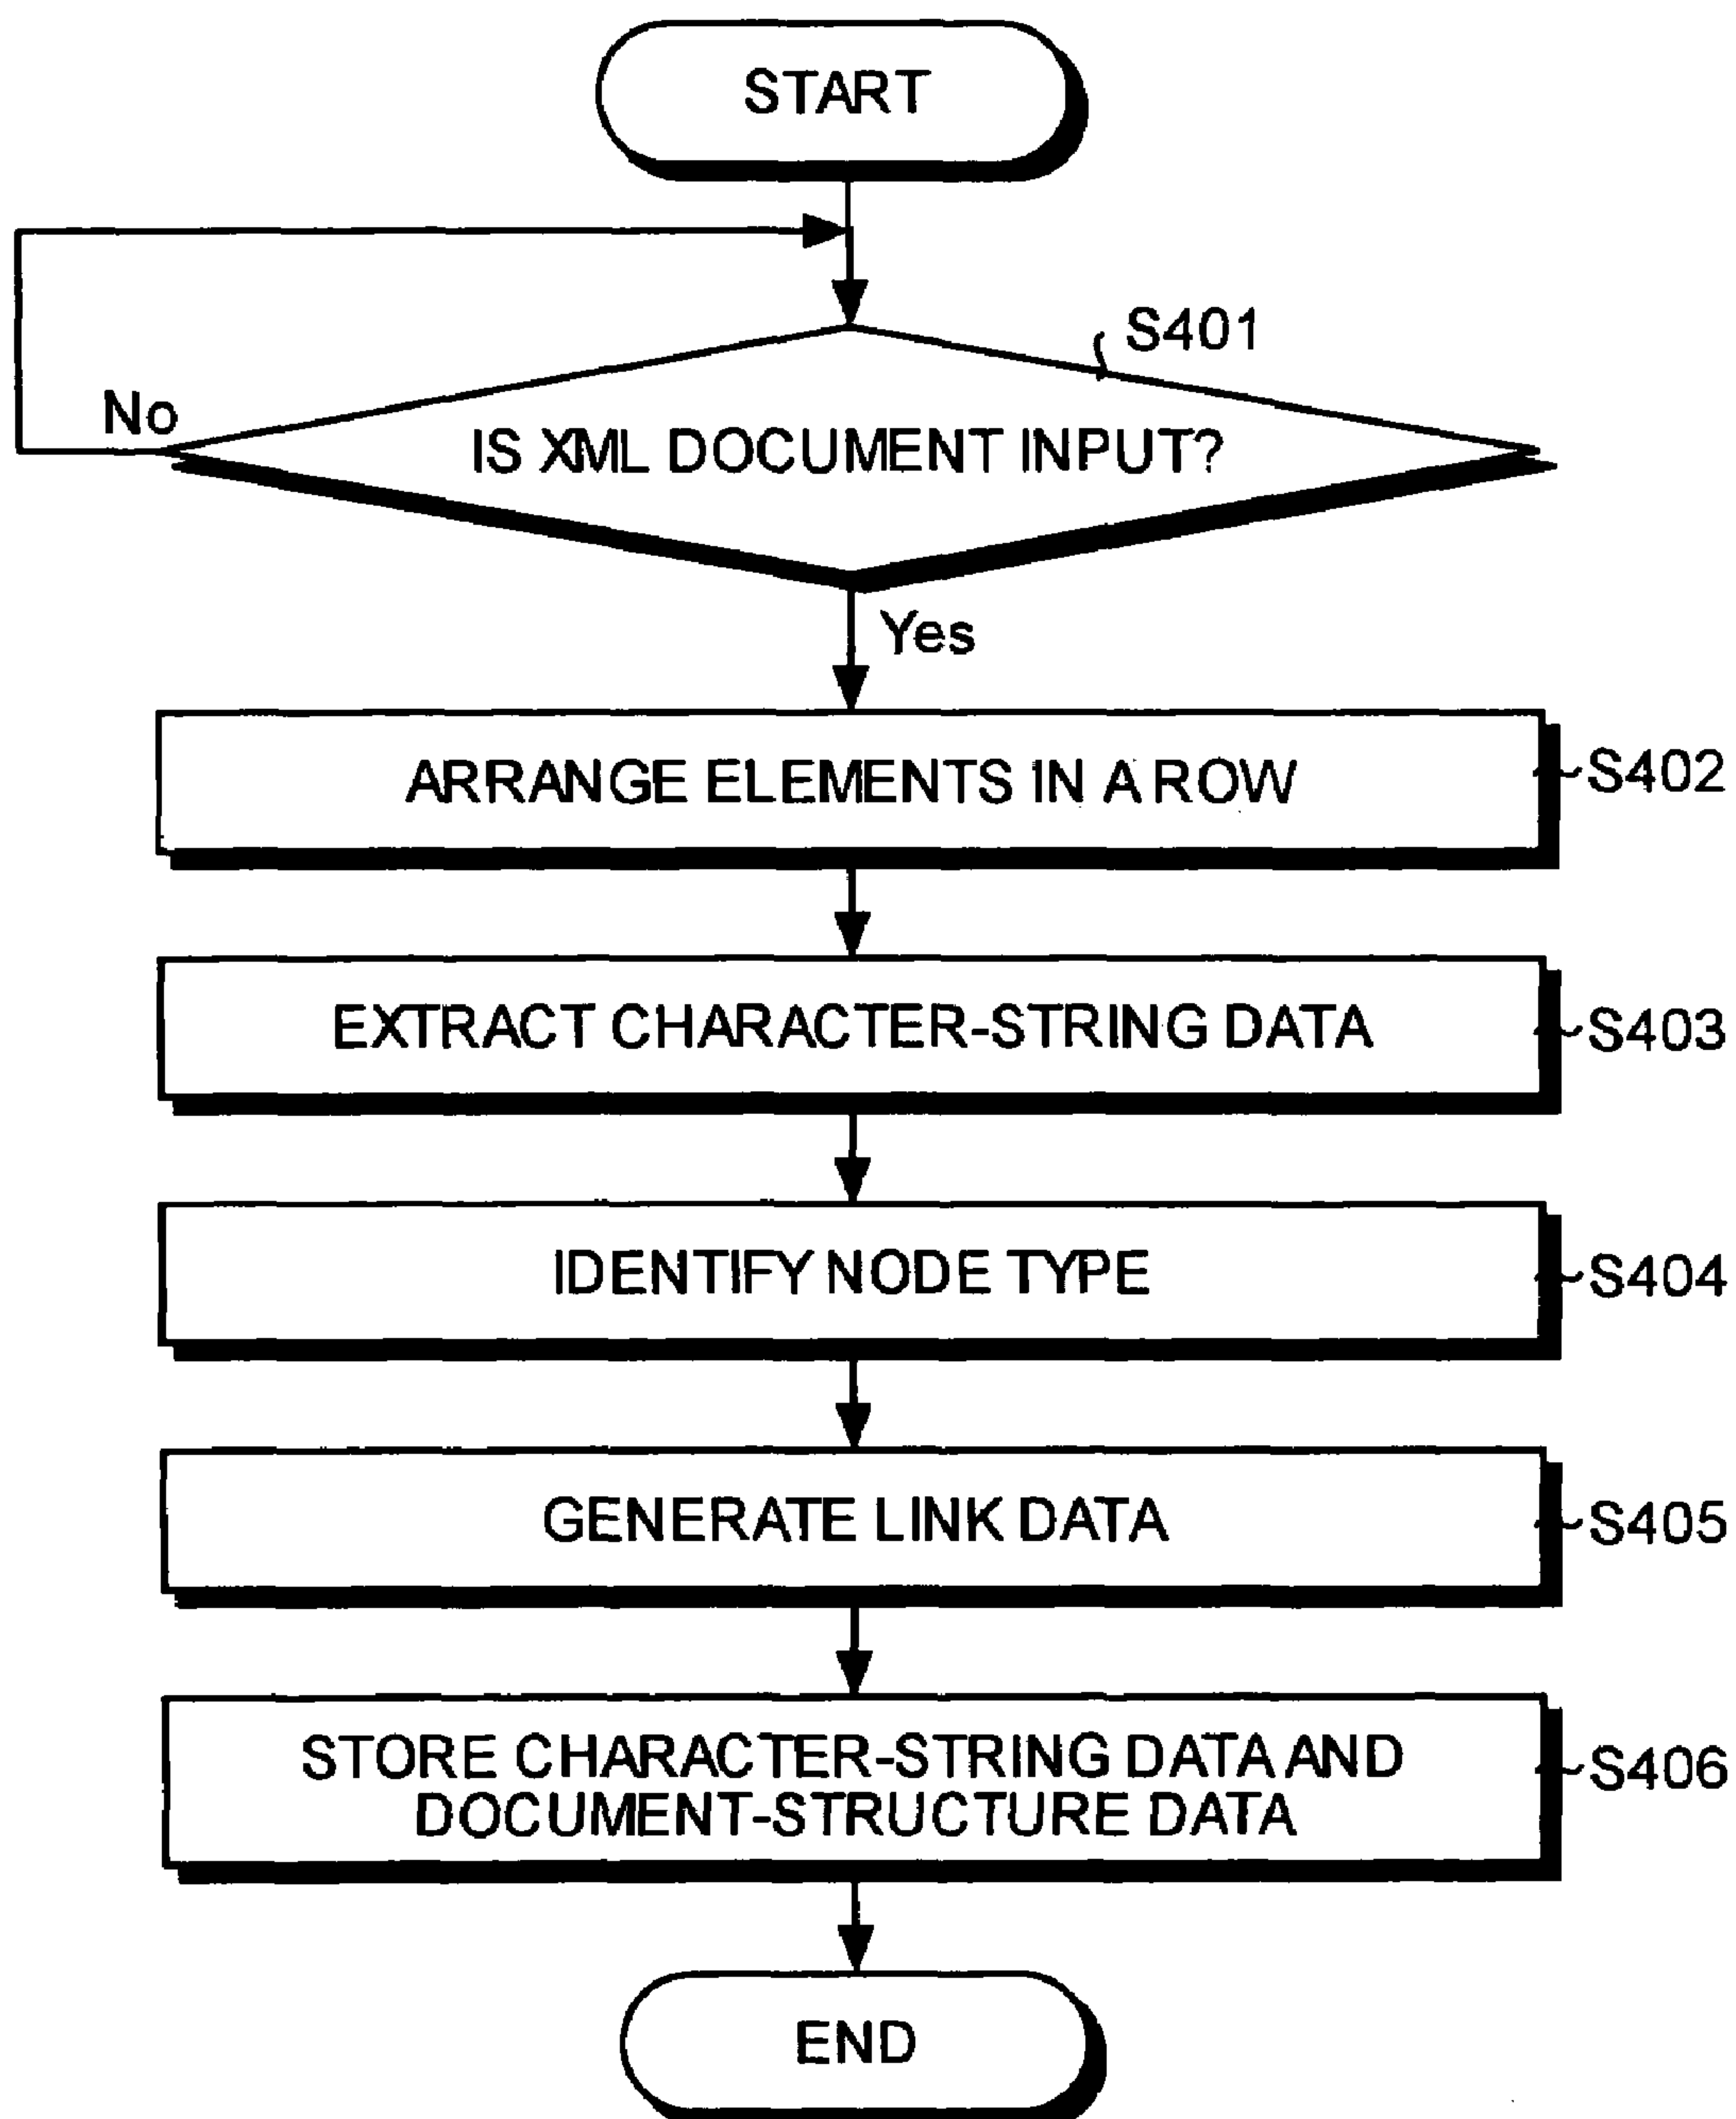 START
S401
No
IS XML DOCUMENT INPUT?
Yes
ARRANGE ELEMENTS IN A ROW
S402
EXTRACT CHARACTER-STRING DATA
S403
IDENTIFY NODE TYPE
S404
GENERATE LINK DATA
S405
STORE CHARACTER-STRING DATA AND
DOCUMENT-STRUCTURE DATA
S406
END